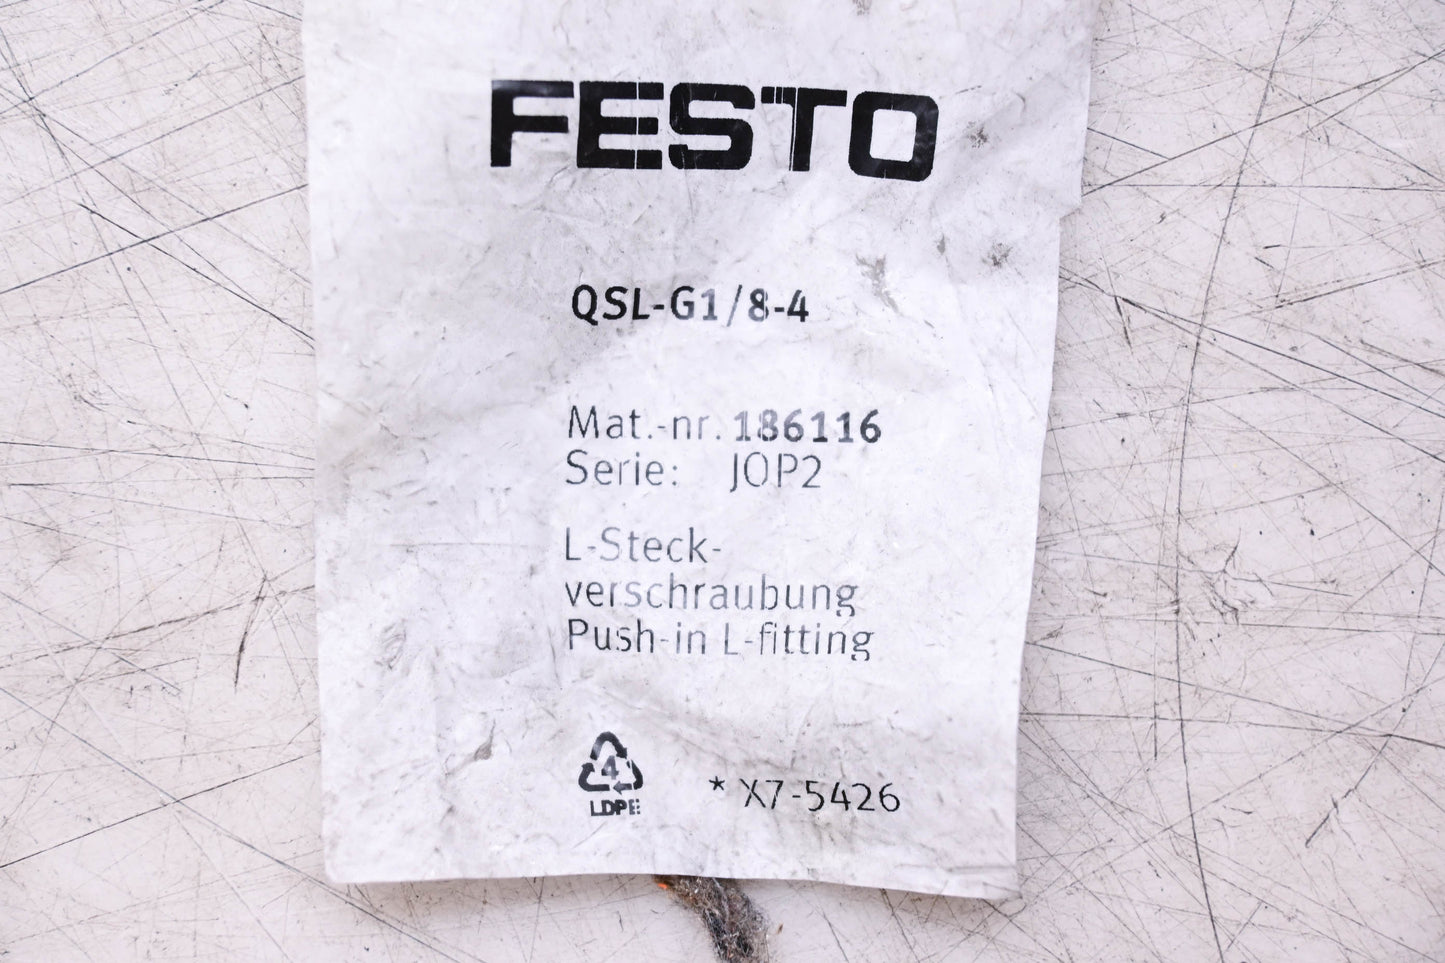 FESTO
QSL-G1/8-4
Mat.-nr. 186116
Serie: JOP2
L-Steck-
verschraubung
Push-in L-fitting
4
LDPE
* X7-5426